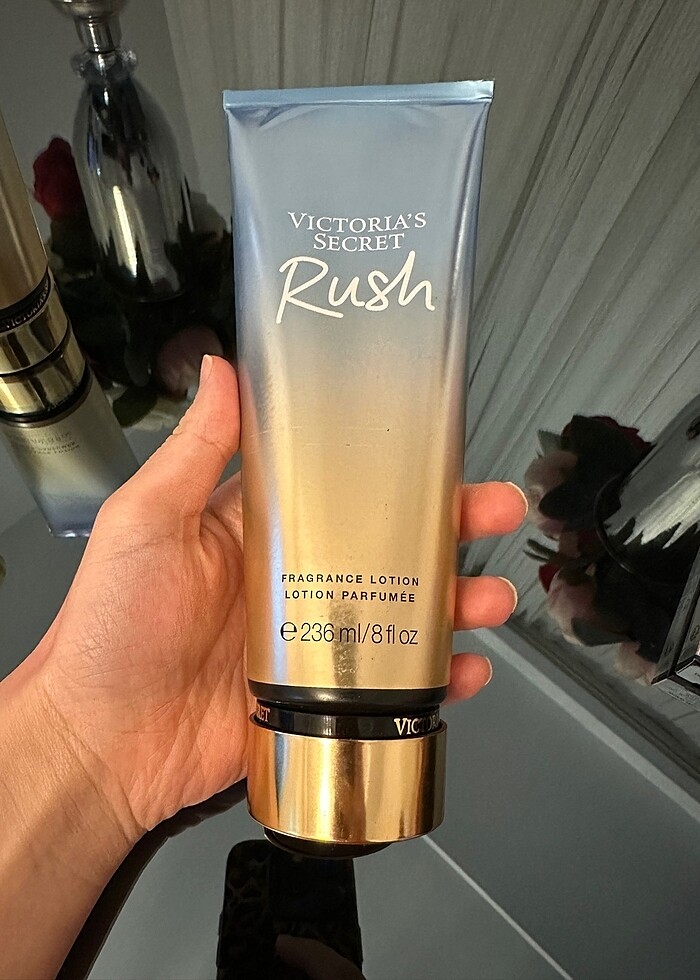 VICTORIA'S
SECRET
Rush
FRAGRANCE LOTION
LOTION PARFUMÉE
℮ 236 ml/8 fl oz